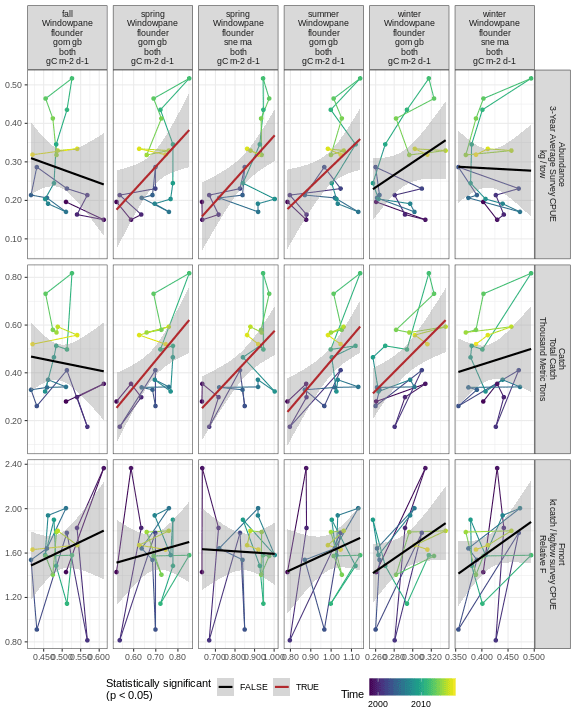 fall
Windowpane
flounder
gom gb
both
gC m-2 d-1
spring
Windowpane
flounder
gom gb
both
gC m-2 d-1
spring
Windowpane
flounder
sne ma
both
gC m-2 d-1
summer
Windowpane
flounder
gom gb
both
gC m-2 d-1
winter
Windowpane
flounder
gom gb
both
gC m-2 d-1
winter
Windowpane
flounder
sne ma
both
gC m-2 d-1
0.50
0.40
0.30
0.20
0.10
Abundance
3-Year Average Survey CPUE
kg / tow
0.80
0.60
0.40
0.20
Catch
Total Catch
Thousand Metric Tons
2.40
2.00
1.60
1.20
0.80
Fmort
kt catch / kg/tow survey CPUE
Relative F
0.450 0.500 0.550 0.600
0.60 0.70 0.80
0.700 0.800 0.900 1.000
0.80 0.90 1.00 1.10
0.260 0.280 0.300 0.320
0.350 0.400 0.450 0.500
Statistically significant
(p < 0.05)
FALSE
TRUE
Time
2000 2010